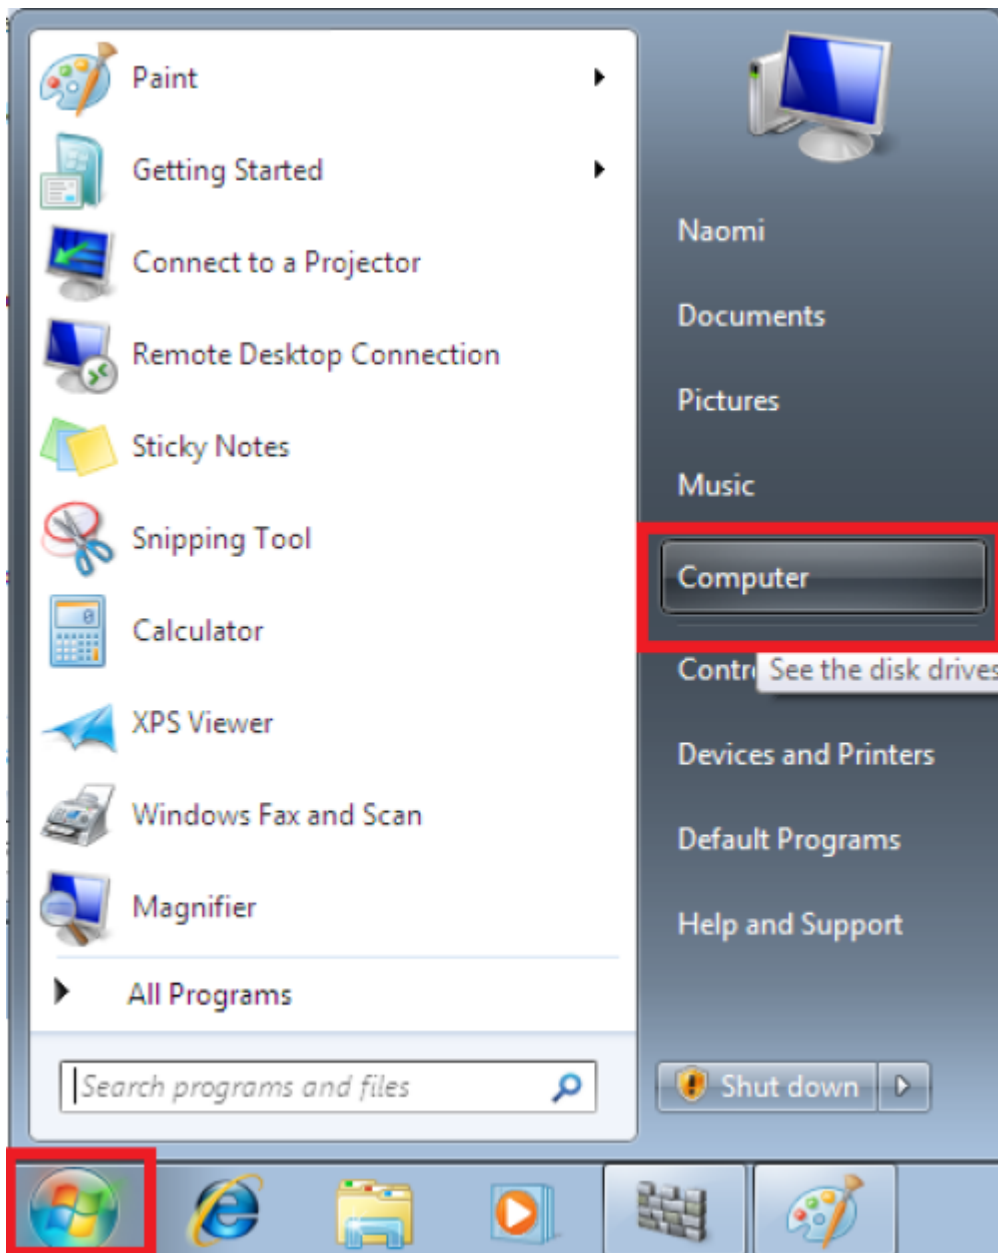 Paint
Getting Started
Connect to a Projector
Remote Desktop Connection
Sticky Notes
Snipping Tool
Calculator
XPS Viewer
Windows Fax and Scan
Magnifier
All Programs
Search programs and files
Naomi
Documents
Pictures
Music
Computer
Contr
See the disk drives
Devices and Printers
Default Programs
Help and Support
Shut down